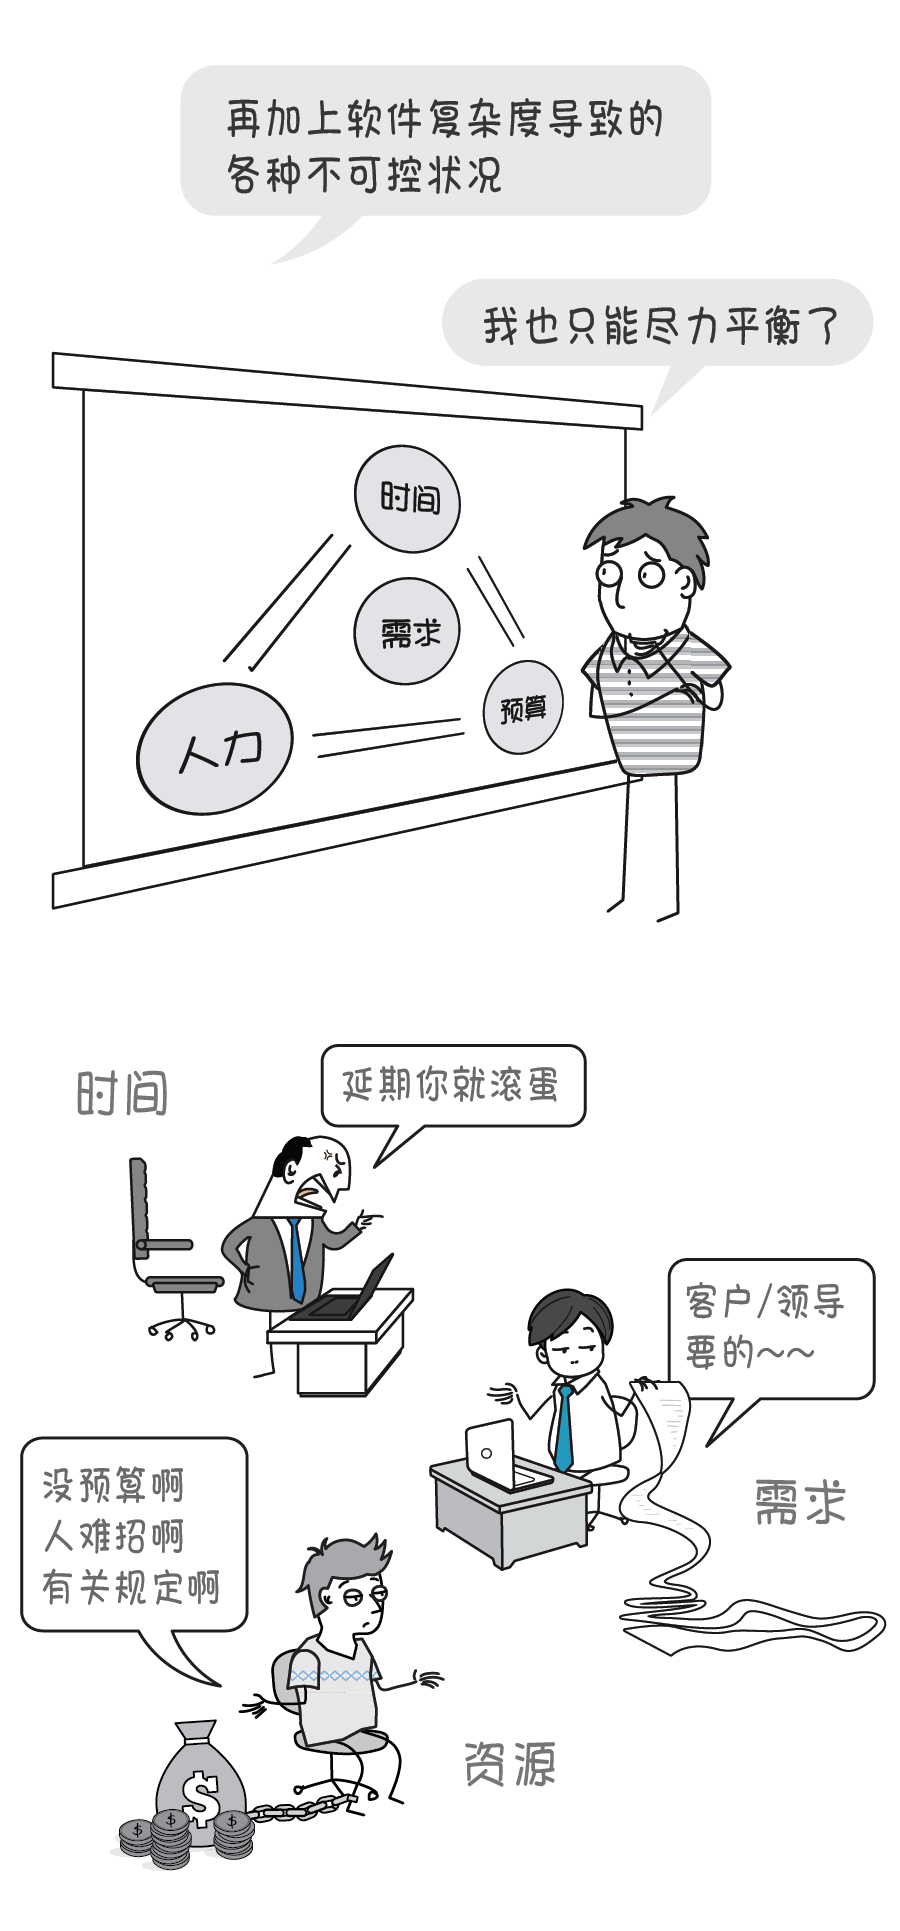 再加上软件复杂度导致的
各种不可控状况
我也只能尽力平衡了
时间
需求
预算
人力
时间
延期你就滚蛋
客户/领导
要的~~
需求
没预算啊
人难招啊
有关规定啊
资源
$
$
$
$